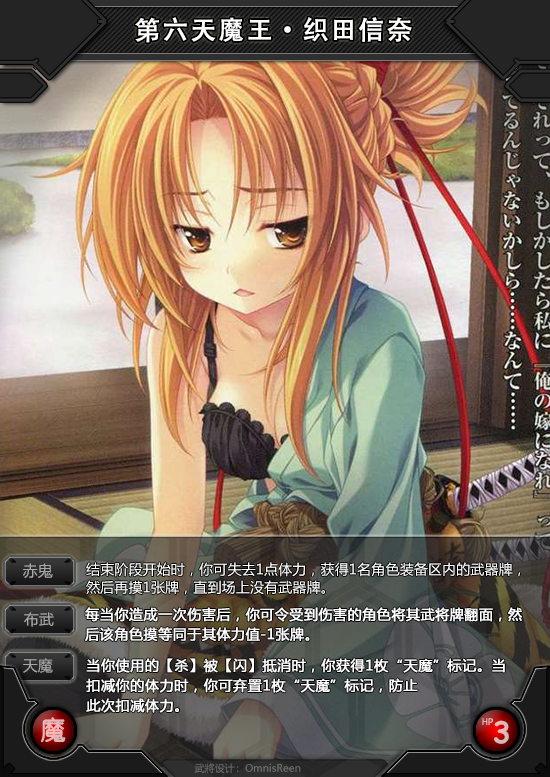 第六天魔王·织田信奈
されって、もしかしたら私に『俺の嫁になれ』って
てるんじゃないかしら……なんて……
赤鬼
结束阶段开始时，你可失去1点体力，获得1名角色装备区内的武器牌，
然后再摸1张牌，直到场上没有武器牌。
布武
每当你造成一次伤害后，你可令受到伤害的角色将其武将牌翻面，然
后该角色摸等同于其体力值-1张牌。
天魔
当你使用的【杀】被【闪】抵消时，你获得1枚“天魔”标记。当
扣减你的体力时，你可弃置1枚“天魔”标记，防止
此次扣减体力。
魔
HP
3
武將设计：OmnisReen